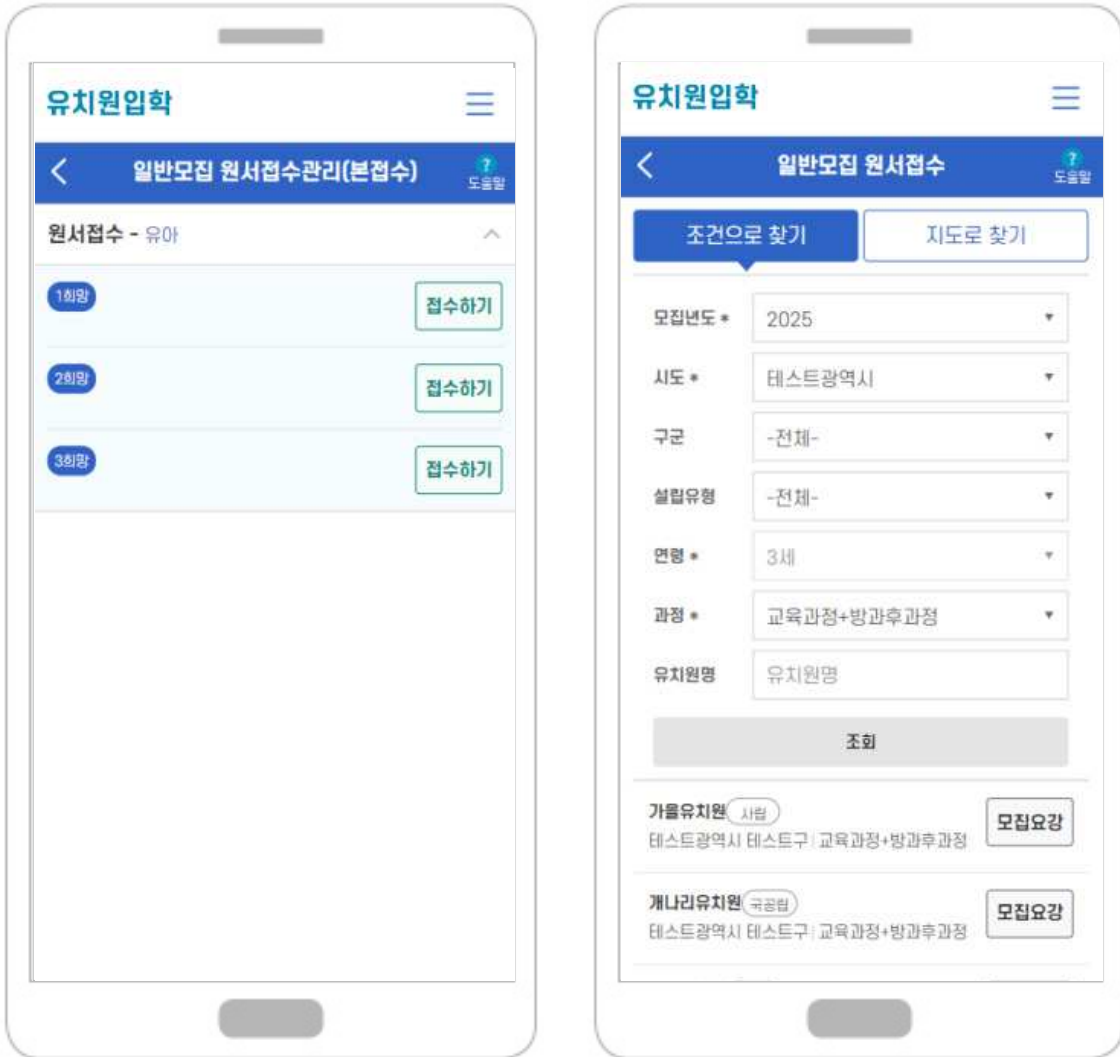 유치원입학
일반모집 원서접수관리(본접수)
?
도움말
원서접수 - 유아
1희망
접수하기
2희망
접수하기
3희망
접수하기
유치원입학
일반모집 원서접수
?
도움말
조건으로 찾기
지도로 찾기
모집년도 * 2025
시도 * 테스트광역시
구군 -전체-
설립유형 -전체-
연령 * 3세
과정 * 교육과정+방과후과정
유치원명 유치원명
조회
가을유치원 사립
모집요강
테스트광역시 테스트구 | 교육과정+방과후과정
개나리유치원 국공립
모집요강
테스트광역시 테스트구 | 교육과정+방과후과정